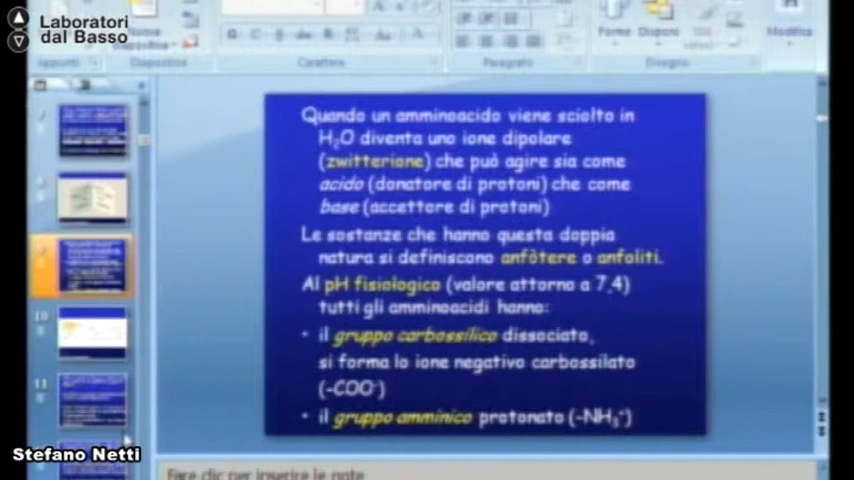 Laboratori
dal Basso
Forme Disponi
Modifica
Appunti
Diapositive
Carattere
Paragrafo
Disegno
Quando un amminoacido viene sciolto in
H₂O diventa uno ione dipolare
(zwitterione) che può agire sia come
acido (donatore di protoni) che come
base (accettore di protoni)
Le sostanze che hanno questa doppia
natura si definiscono anfòtere o anfoliti.
Al pH fisiologico (valore attorno a 7,4)
tutti gli amminoacidi hanno:
• il gruppo carbossilico dissociato,
si forma lo ione negativo carbossilato
(-COO⁻)
• il gruppo amminico protonato (-NH₃⁺)
10
11
Stefano Netti
Fare clic per inserire le note